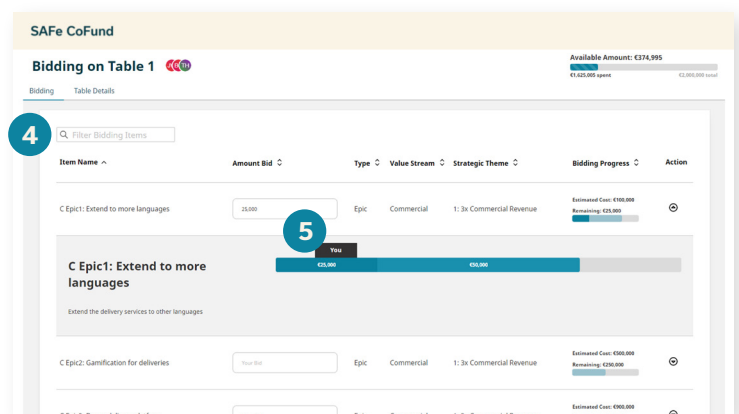 SAFe CoFund
Bidding on Table 1
TH
Available Amount: €374,995
€1,625,005 spent
€2,000,000 total
Bidding Table Details
4
Filter Bidding Items
Item Name Amount Bid Type Value Stream Strategic Theme Bidding Progress Action
C Epic1: Extend to more languages 25,000 Epic Commercial 1: 3x Commercial Revenue
Estimated Cost: €100,000
Remaining: €25,000
5
You
€25,000 €50,000
C Epic1: Extend to more
languages
Extend the delivery services to other languages
C Epic2: Gamification for deliveries Your Bid Epic Commercial 1: 3x Commercial Revenue
Estimated Cost: €500,000
Remaining: €250,000
Estimated Cost: €900,000